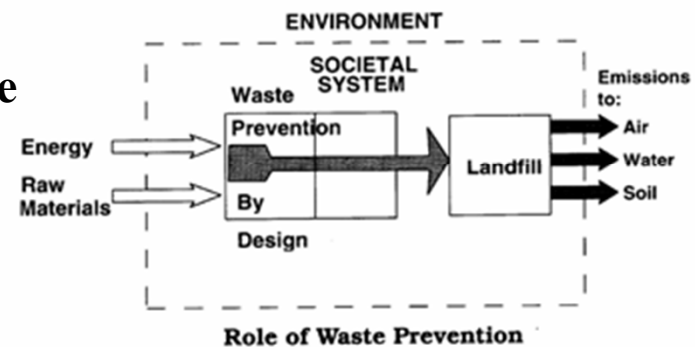 ENVIRONMENT
e
SOCIETAL
SYSTEM
Waste
Prevention
By
Design
Energy
Raw
Materials
Landfill
Emissions
to:
Air
Water
Soil
Role of Waste Prevention